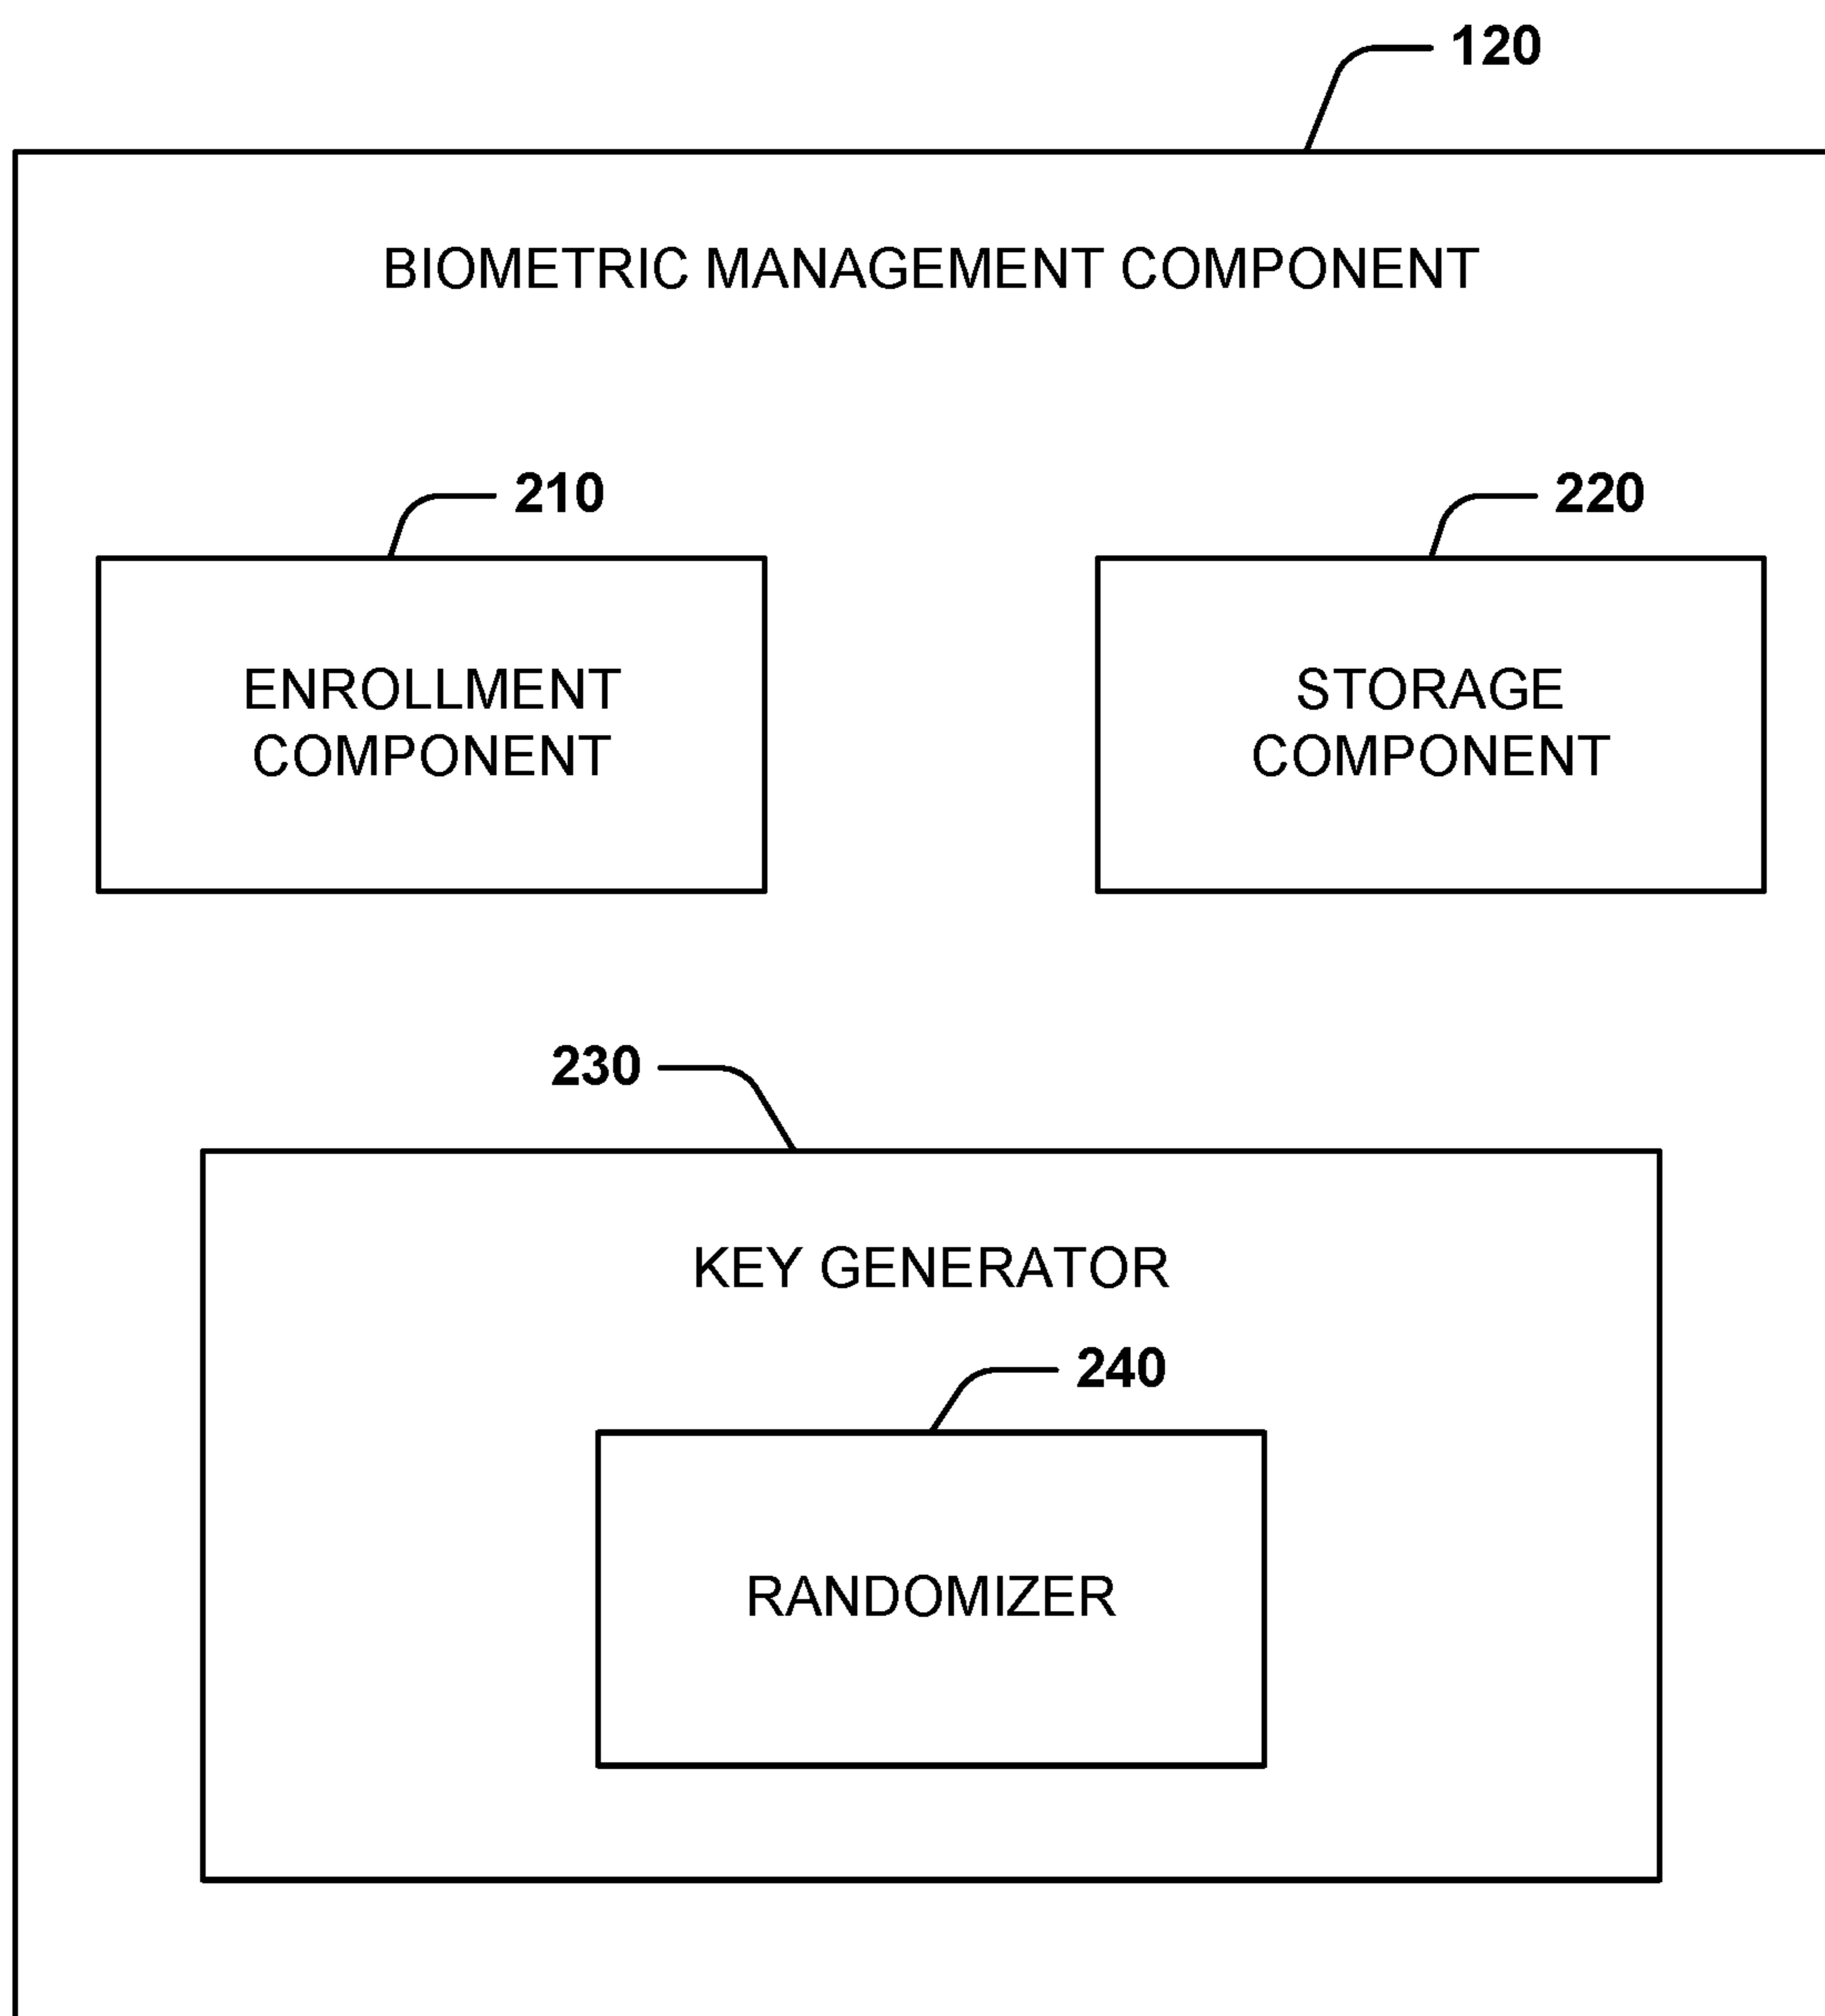 120
BIOMETRIC MANAGEMENT COMPONENT
210
220
ENROLLMENT
COMPONENT
STORAGE
COMPONENT
230
KEY GENERATOR
240
RANDOMIZER